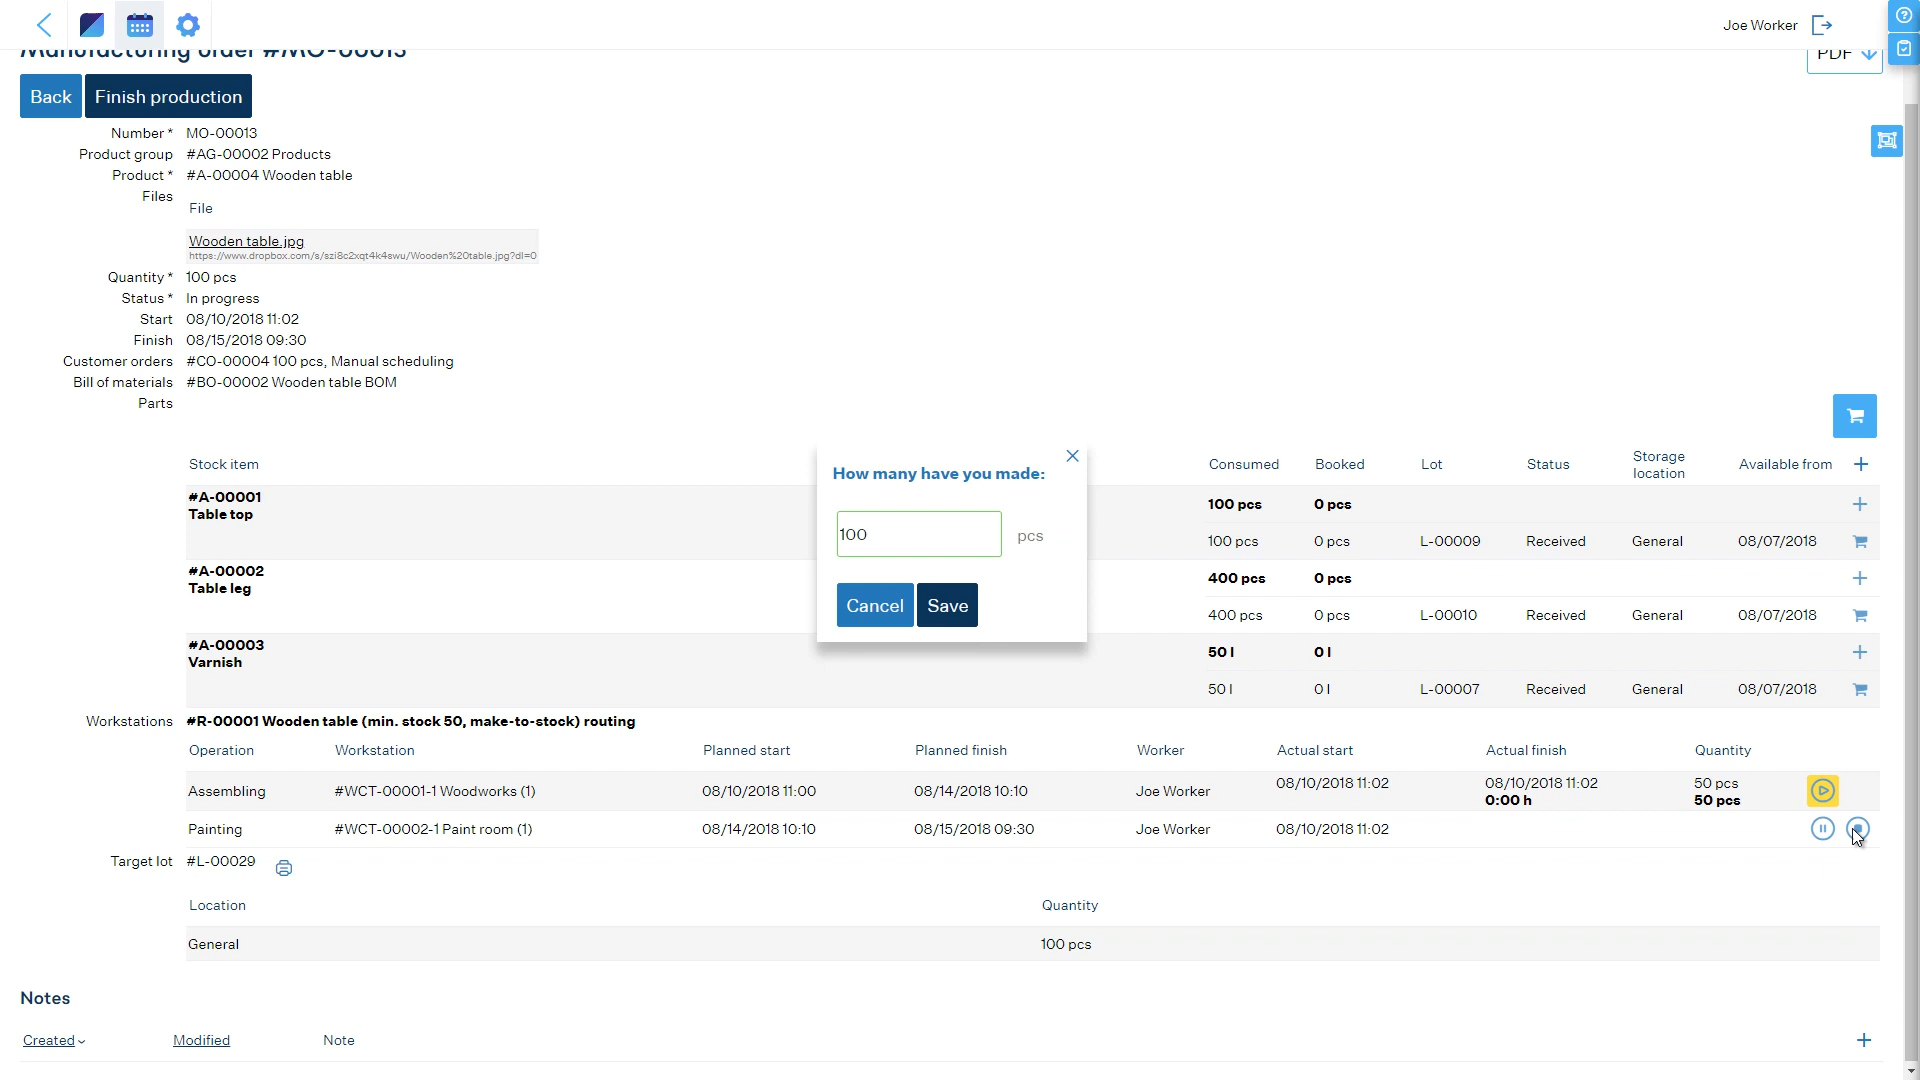 Joe Worker
Manufacturing order #MO-00013
PDF
Back
Finish production
Number * MO-00013
Product group #AG-00002 Products
Product * #A-00004 Wooden table
Files
File
Wooden table.jpg
https://www.dropbox.com/s/szi8c2xqt4k4swu/Wooden%20table.jpg?dl=0
Quantity * 100 pcs
Status * In progress
Start 08/10/2018 11:02
Finish 08/15/2018 09:30
Customer orders #CO-00004 100 pcs, Manual scheduling
Bill of materials #BO-00002 Wooden table BOM
Parts
Stock item Consumed Booked Lot Status Storage location Available from
#A-00001 Table top 100 pcs 0 pcs
100 pcs 0 pcs L-00009 Received General 08/07/2018
#A-00002 Table leg 400 pcs 0 pcs
400 pcs 0 pcs L-00010 Received General 08/07/2018
#A-00003 Varnish 50 l 0 l
50 l 0 l L-00007 Received General 08/07/2018
How many have you made:
100 pcs
Cancel Save
Workstations #R-00001 Wooden table (min. stock 50, make-to-stock) routing
Operation Workstation Planned start Planned finish Worker Actual start Actual finish Quantity
Assembling #WCT-00001-1 Woodworks (1) 08/10/2018 11:00 08/14/2018 10:10 Joe Worker 08/10/2018 11:02 08/10/2018 11:02 50 pcs
0:00 h 50 pcs
Painting #WCT-00002-1 Paint room (1) 08/14/2018 10:10 08/15/2018 09:30 Joe Worker 08/10/2018 11:02
Target lot #L-00029
Location Quantity
General 100 pcs
Notes
Created Modified Note